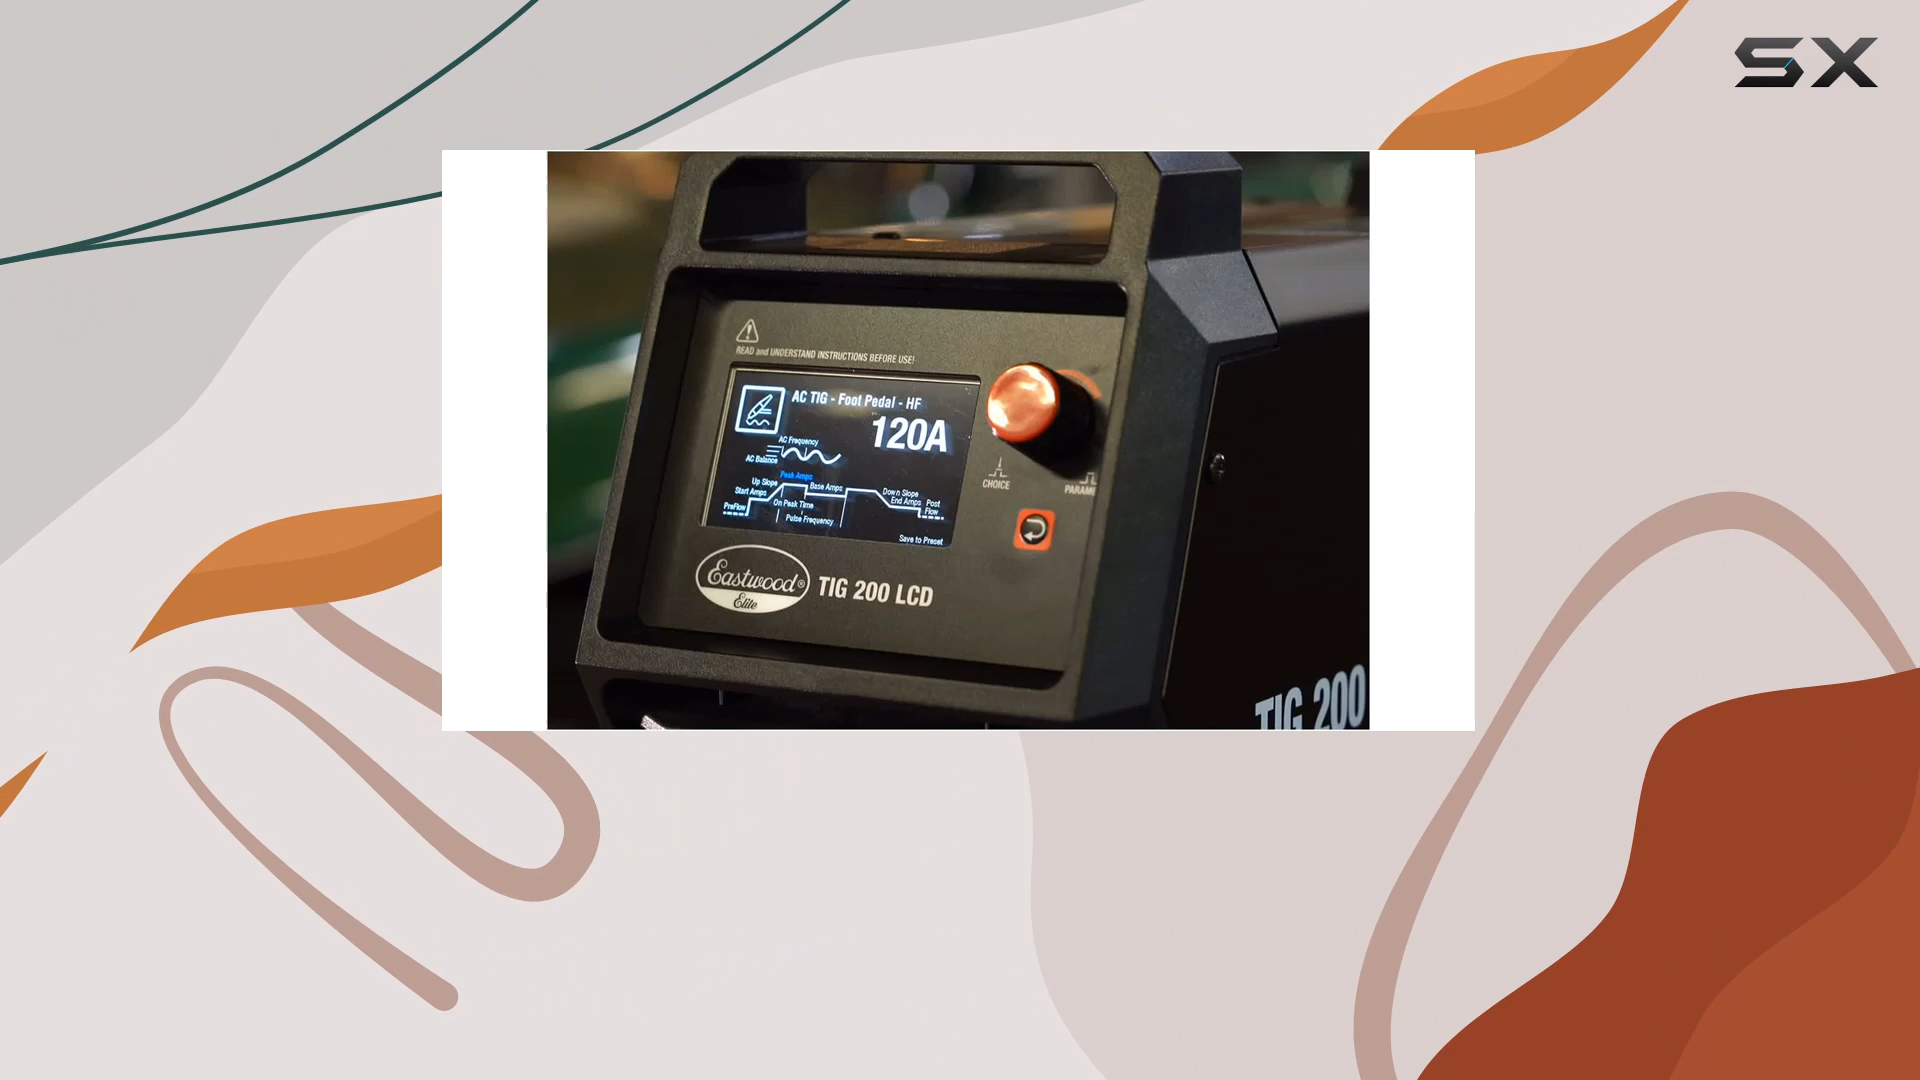 SX
READ and UNDERSTAND INSTRUCTIONS BEFORE USE!
AC TIG - Foot Pedal - HF
120A
AC Frequency
AC Balance
Peak Amps
Up Slope
Base Amps
Down Slope
Start Amps
End Amps
Post
Flow
PreFlow
On Peak Time
Pulse Frequency
Save to Preset
CHOICE
PARAME
Eastwood®
Elite
TIG 200 LCD
TIG 200